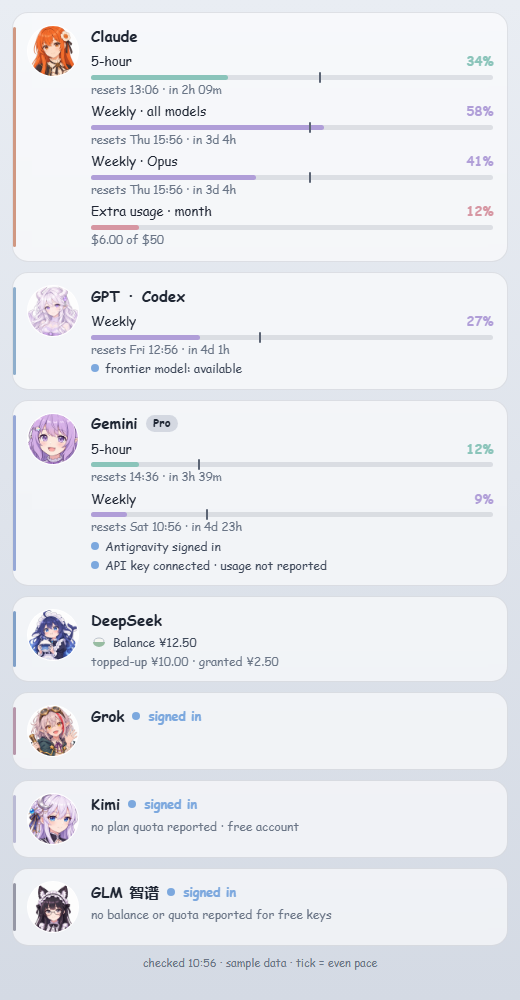 Claude
5-hour 34%
resets 13:06 · in 2h 09m
Weekly · all models 58%
resets Thu 15:56 · in 3d 4h
Weekly · Opus 41%
resets Thu 15:56 · in 3d 4h
Extra usage · month 12%
$6.00 of $50
GPT · Codex
Weekly 27%
resets Fri 12:56 · in 4d 1h
frontier model: available
Gemini Pro
5-hour 12%
resets 14:36 · in 3h 39m
Weekly 9%
resets Sat 10:56 · in 4d 23h
Antigravity signed in
API key connected · usage not reported
DeepSeek
Balance ¥12.50
topped-up ¥10.00 · granted ¥2.50
Grok signed in
Kimi signed in
no plan quota reported · free account
GLM 智谱 signed in
no balance or quota reported for free keys
checked 10:56 · sample data · tick = even pace